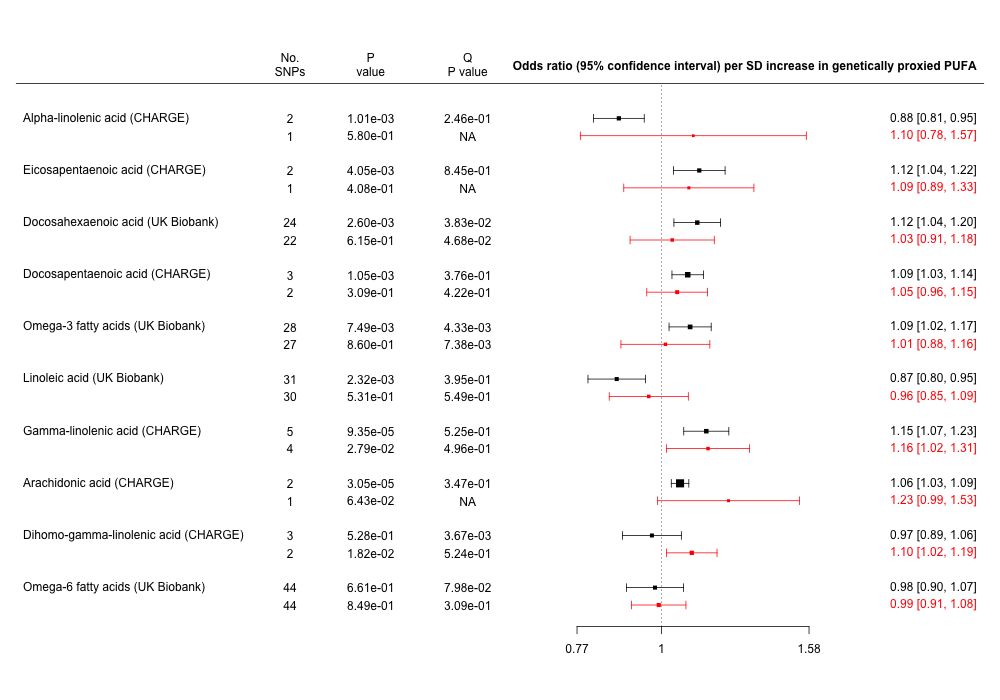 No. SNPs P value Q P value Odds ratio (95% confidence interval) per SD increase in genetically proxied PUFA
Alpha-linolenic acid (CHARGE) 2 1.01e-03 2.46e-01 0.88 [0.81, 0.95]
1 5.80e-01 NA 1.10 [0.78, 1.57]
Eicosapentaenoic acid (CHARGE) 2 4.05e-03 8.45e-01 1.12 [1.04, 1.22]
1 4.08e-01 NA 1.09 [0.89, 1.33]
Docosahexaenoic acid (UK Biobank) 24 2.60e-03 3.83e-02 1.12 [1.04, 1.20]
22 6.15e-01 4.68e-02 1.03 [0.91, 1.18]
Docosapentaenoic acid (CHARGE) 3 1.05e-03 3.76e-01 1.09 [1.03, 1.14]
2 3.09e-01 4.22e-01 1.05 [0.96, 1.15]
Omega-3 fatty acids (UK Biobank) 28 7.49e-03 4.33e-03 1.09 [1.02, 1.17]
27 8.60e-01 7.38e-03 1.01 [0.88, 1.16]
Linoleic acid (UK Biobank) 31 2.32e-03 3.95e-01 0.87 [0.80, 0.95]
30 5.31e-01 5.49e-01 0.96 [0.85, 1.09]
Gamma-linolenic acid (CHARGE) 5 9.35e-05 5.25e-01 1.15 [1.07, 1.23]
4 2.79e-02 4.96e-01 1.16 [1.02, 1.31]
Arachidonic acid (CHARGE) 2 3.05e-05 3.47e-01 1.06 [1.03, 1.09]
1 6.43e-02 NA 1.23 [0.99, 1.53]
Dihomo-gamma-linolenic acid (CHARGE) 3 5.28e-01 3.67e-03 0.97 [0.89, 1.06]
2 1.82e-02 5.24e-01 1.10 [1.02, 1.19]
Omega-6 fatty acids (UK Biobank) 44 6.61e-01 7.98e-02 0.98 [0.90, 1.07]
44 8.49e-01 3.09e-01 0.99 [0.91, 1.08]
0.77 1 1.58